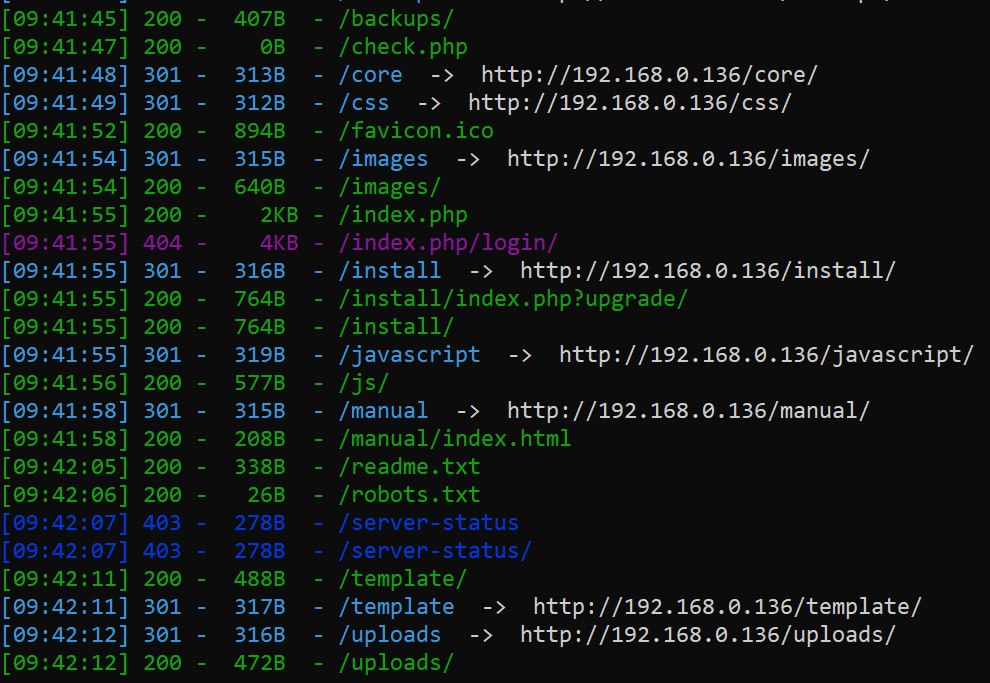 [09:41:45] 200 -  407B  - /backups/
[09:41:47] 200 -    0B  - /check.php
[09:41:48] 301 -  313B  - /core  ->  http://192.168.0.136/core/
[09:41:49] 301 -  312B  - /css  ->  http://192.168.0.136/css/
[09:41:52] 200 -  894B  - /favicon.ico
[09:41:54] 301 -  315B  - /images  ->  http://192.168.0.136/images/
[09:41:54] 200 -  640B  - /images/
[09:41:55] 200 -    2KB - /index.php
[09:41:55] 404 -    4KB - /index.php/login/
[09:41:55] 301 -  316B  - /install  ->  http://192.168.0.136/install/
[09:41:55] 200 -  764B  - /install/index.php?upgrade/
[09:41:55] 200 -  764B  - /install/
[09:41:55] 301 -  319B  - /javascript  ->  http://192.168.0.136/javascript/
[09:41:56] 200 -  577B  - /js/
[09:41:58] 301 -  315B  - /manual  ->  http://192.168.0.136/manual/
[09:41:58] 200 -  208B  - /manual/index.html
[09:42:05] 200 -  338B  - /readme.txt
[09:42:06] 200 -   26B  - /robots.txt
[09:42:07] 403 -  278B  - /server-status
[09:42:07] 403 -  278B  - /server-status/
[09:42:11] 200 -  488B  - /template/
[09:42:11] 301 -  317B  - /template  ->  http://192.168.0.136/template/
[09:42:12] 301 -  316B  - /uploads  ->  http://192.168.0.136/uploads/
[09:42:12] 200 -  472B  - /uploads/